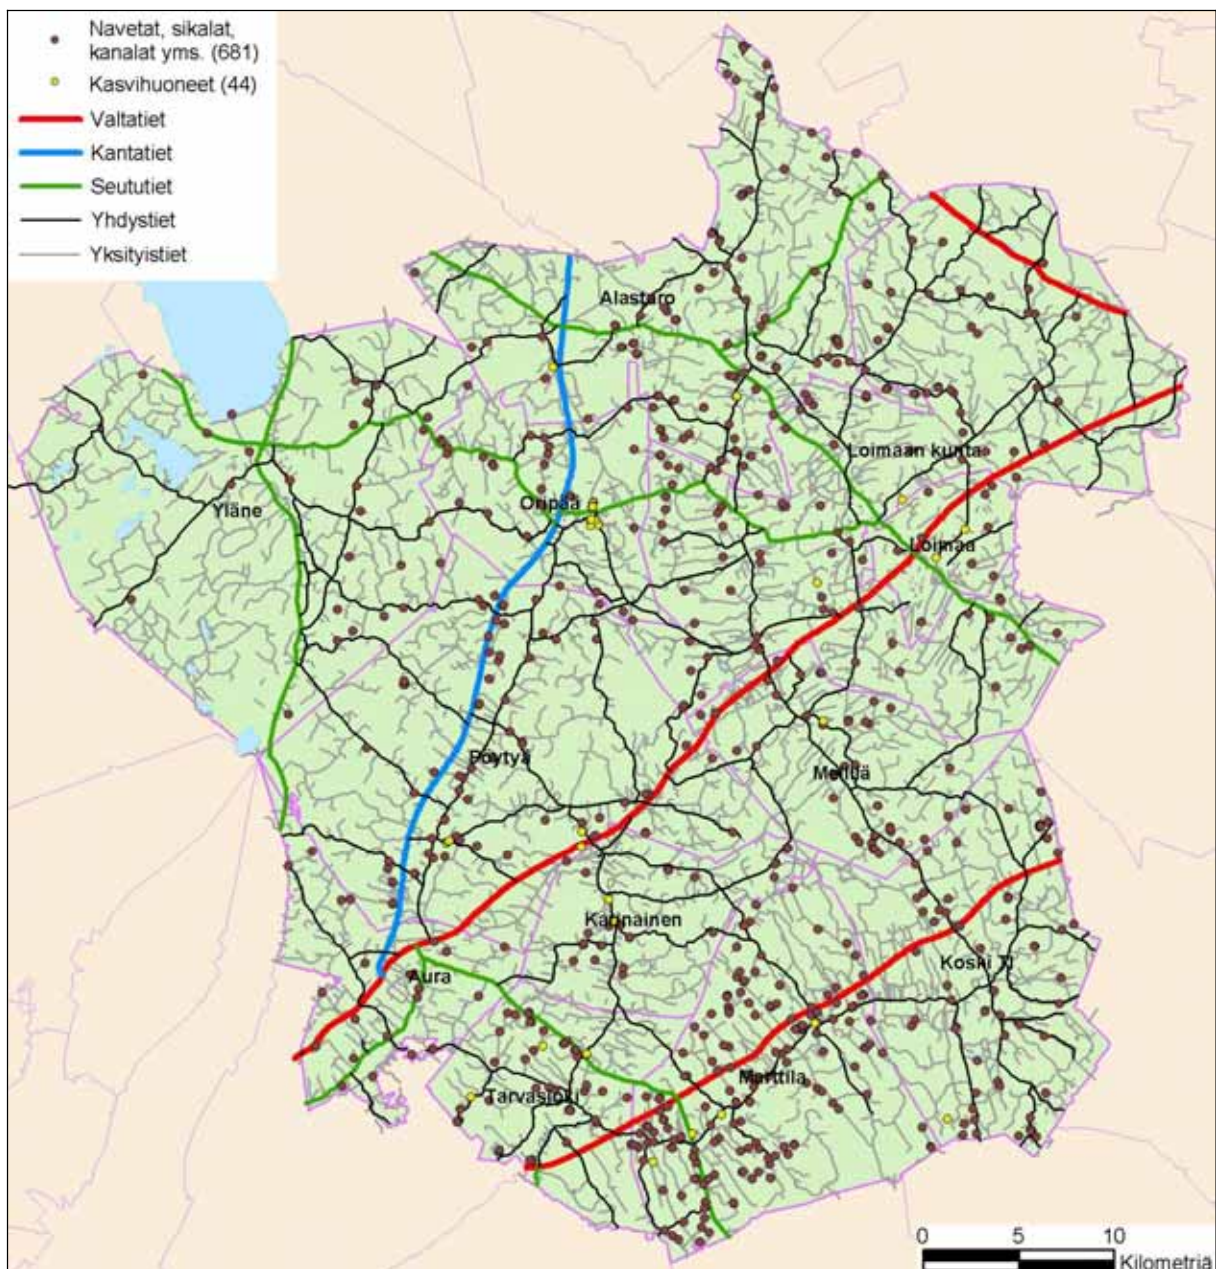 Navetat, sikalat,
kanalat yms. (681)
Kasvihuoneet (44)
Valtatiet
Kantatiet
Seututiet
Yhdystiet
Yksityistiet
Alastaro
Loimaan kunta
Oripää
Yläne
Loimaa
Pöytyä
Mellilä
Karinainen
Koski Tl
Aura
Marttila
Tarvasjoki
0 5 10
Kilometriä